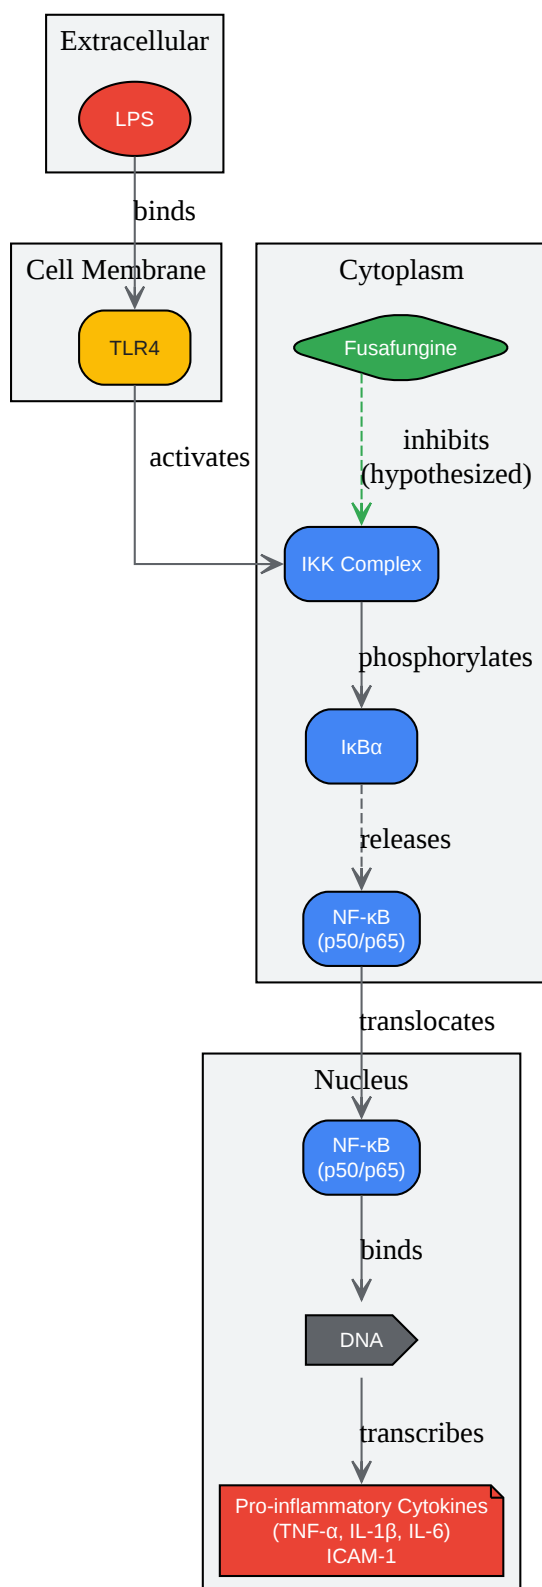 Extracellular
LPS
binds
Cell Membrane
TLR4
activates
Cytoplasm
Fusafungine
inhibits
(hypothesized)
IKK Complex
phosphorylates
IκBα
releases
NF-κB
(p50/p65)
translocates
Nucleus
NF-κB
(p50/p65)
binds
DNA
transcribes
Pro-inflammatory Cytokines
(TNF-α, IL-1β, IL-6)
ICAM-1